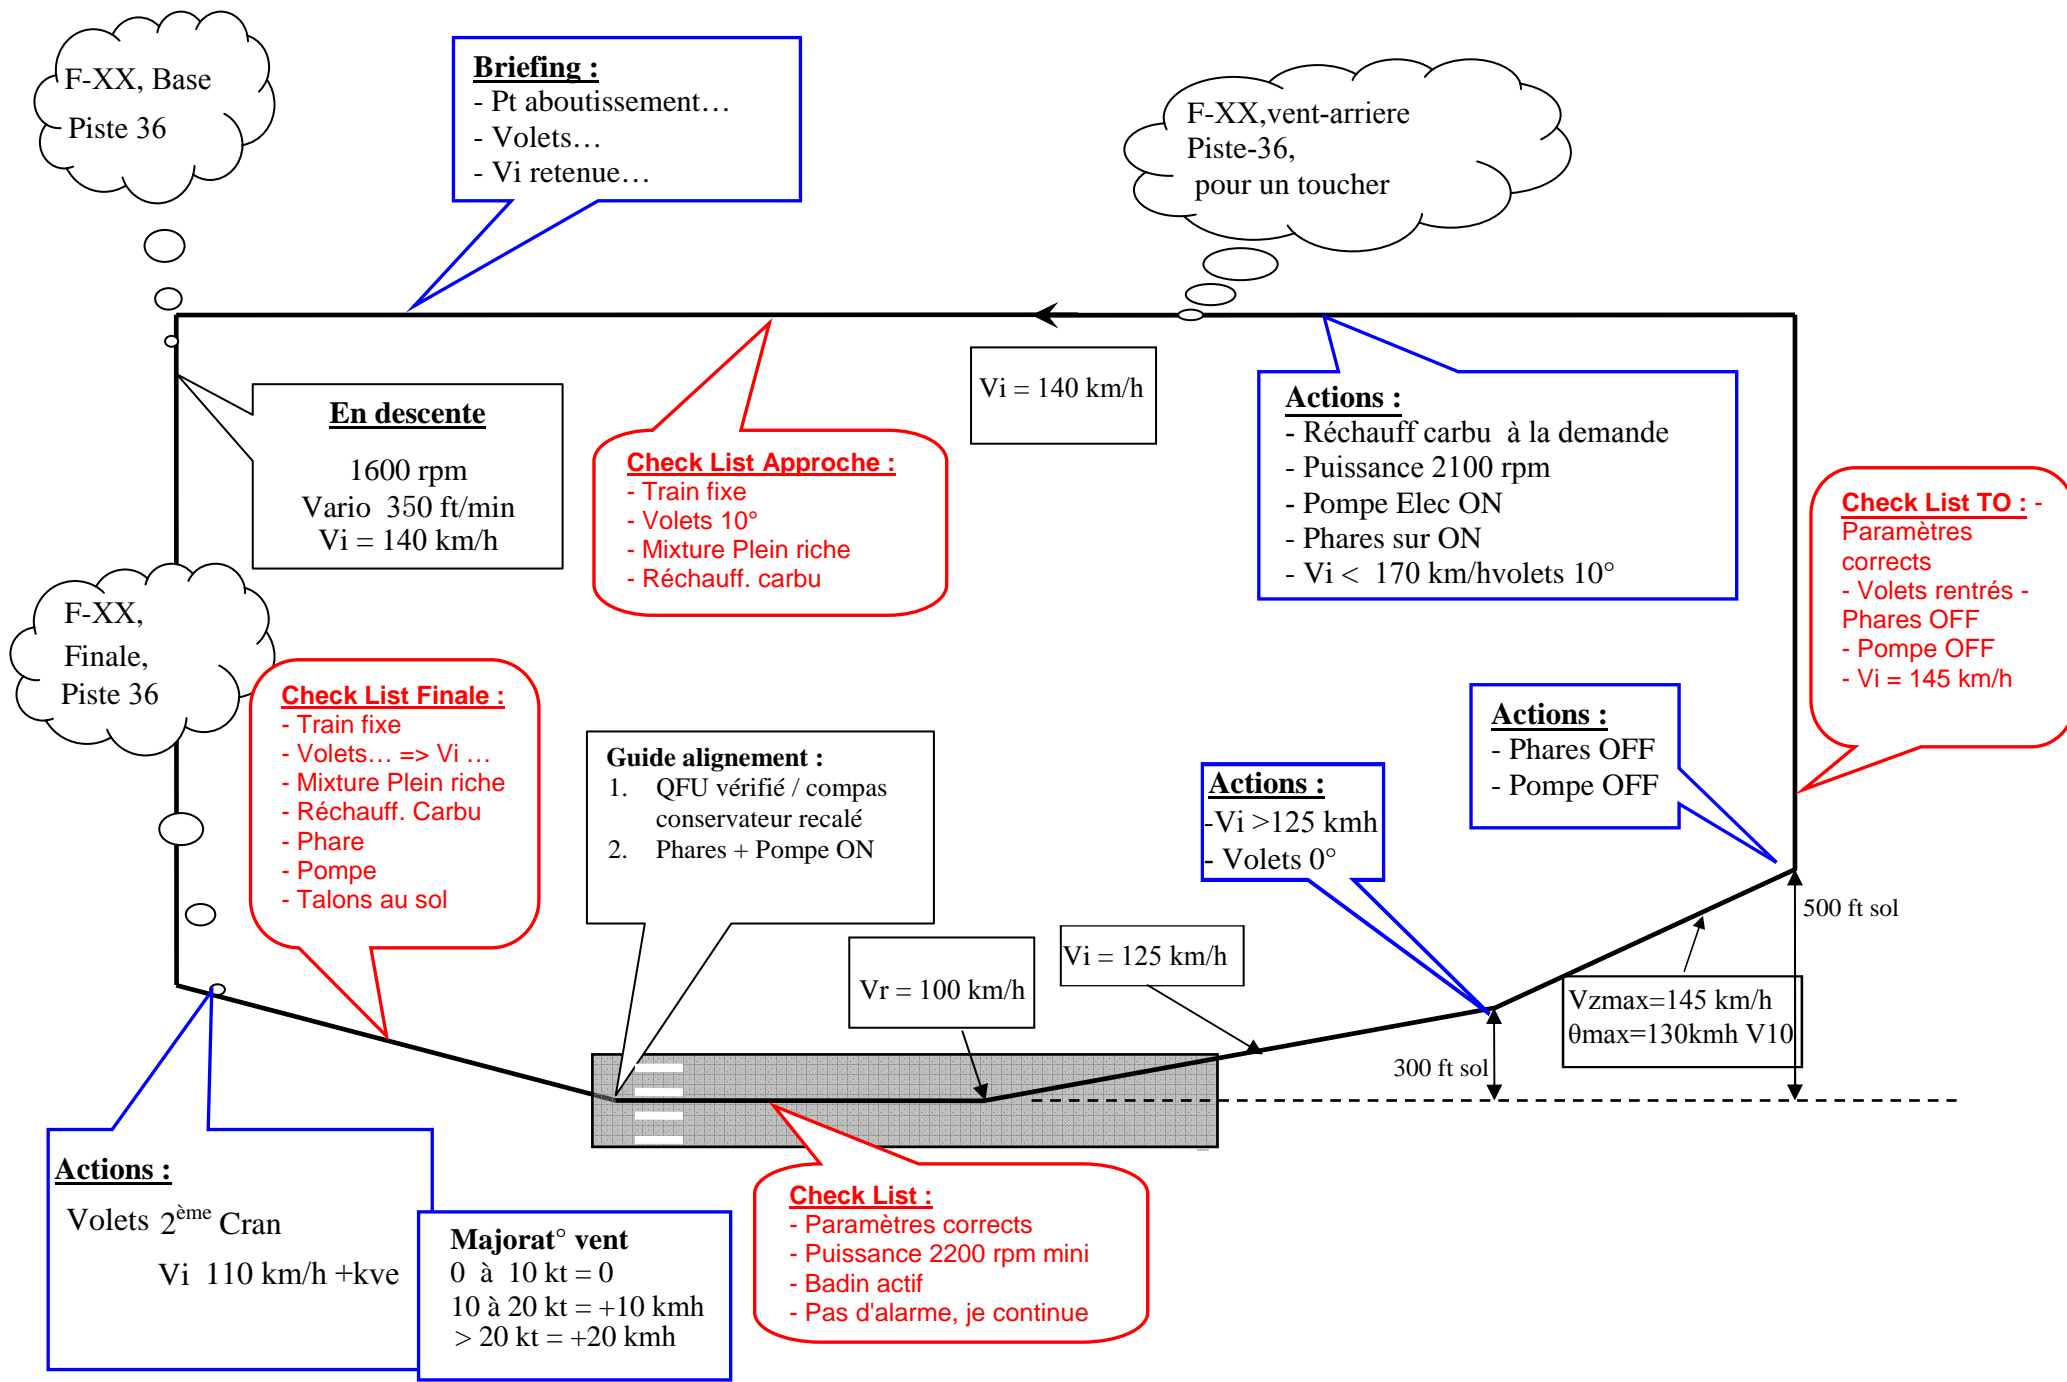 F-XX, Base
Piste 36
Briefing :
- Pt aboutissement…
- Volets…
- Vi retenue…
F-XX,vent-arriere
Piste-36,
pour un toucher
En descente
1600 rpm
Vario 350 ft/min
Vi = 140 km/h
Check List Approche :
- Train fixe
- Volets 10°
- Mixture Plein riche
- Réchauff. carbu
Vi = 140 km/h
Actions :
- Réchauff carbu à la demande
- Puissance 2100 rpm
- Pompe Elec ON
- Phares sur ON
- Vi < 170 km/hvolets 10°
Check List TO : -
Paramètres
corrects
- Volets rentrés -
Phares OFF
- Pompe OFF
- Vi = 145 km/h
F-XX,
Finale,
Piste 36
Check List Finale :
- Train fixe
- Volets… => Vi …
- Mixture Plein riche
- Réchauff. Carbu
- Phare
- Pompe
- Talons au sol
Guide alignement :
1. QFU vérifié / compas
conservateur recalé
2. Phares + Pompe ON
Actions :
-Vi >125 kmh
- Volets 0°
Actions :
- Phares OFF
- Pompe OFF
500 ft sol
Vr = 100 km/h
Vi = 125 km/h
Vzmax=145 km/h
θmax=130kmh V10
300 ft sol
Actions :
Volets 2ème Cran
Vi 110 km/h +kve
Majorat° vent
0 à 10 kt = 0
10 à 20 kt = +10 kmh
> 20 kt = +20 kmh
Check List :
- Paramètres corrects
- Puissance 2200 rpm mini
- Badin actif
- Pas d'alarme, je continue